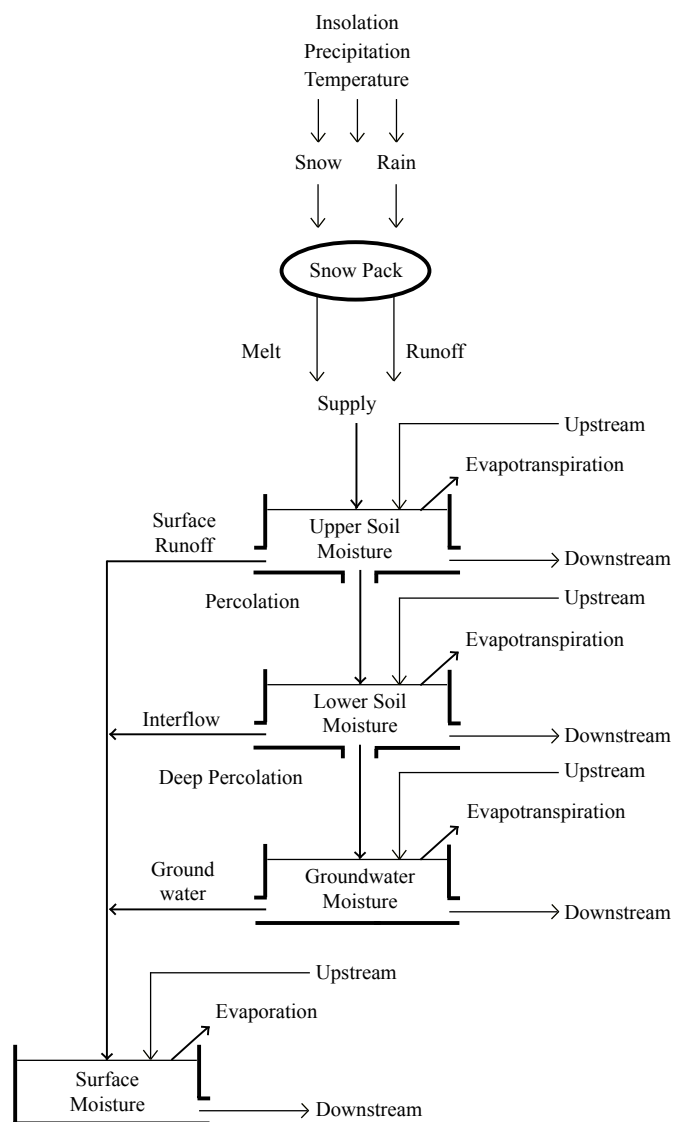 Insolation
Precipitation
Temperature
Snow
Rain
Snow Pack
Melt
Runoff
Supply
Upstream
Evapotranspiration
Surface
Runoff
Upper Soil
Moisture
Downstream
Percolation
Upstream
Evapotranspiration
Lower Soil
Moisture
Interflow
Downstream
Deep Percolation
Upstream
Evapotranspiration
Ground
water
Groundwater
Moisture
Downstream
Upstream
Evaporation
Surface
Moisture
Downstream